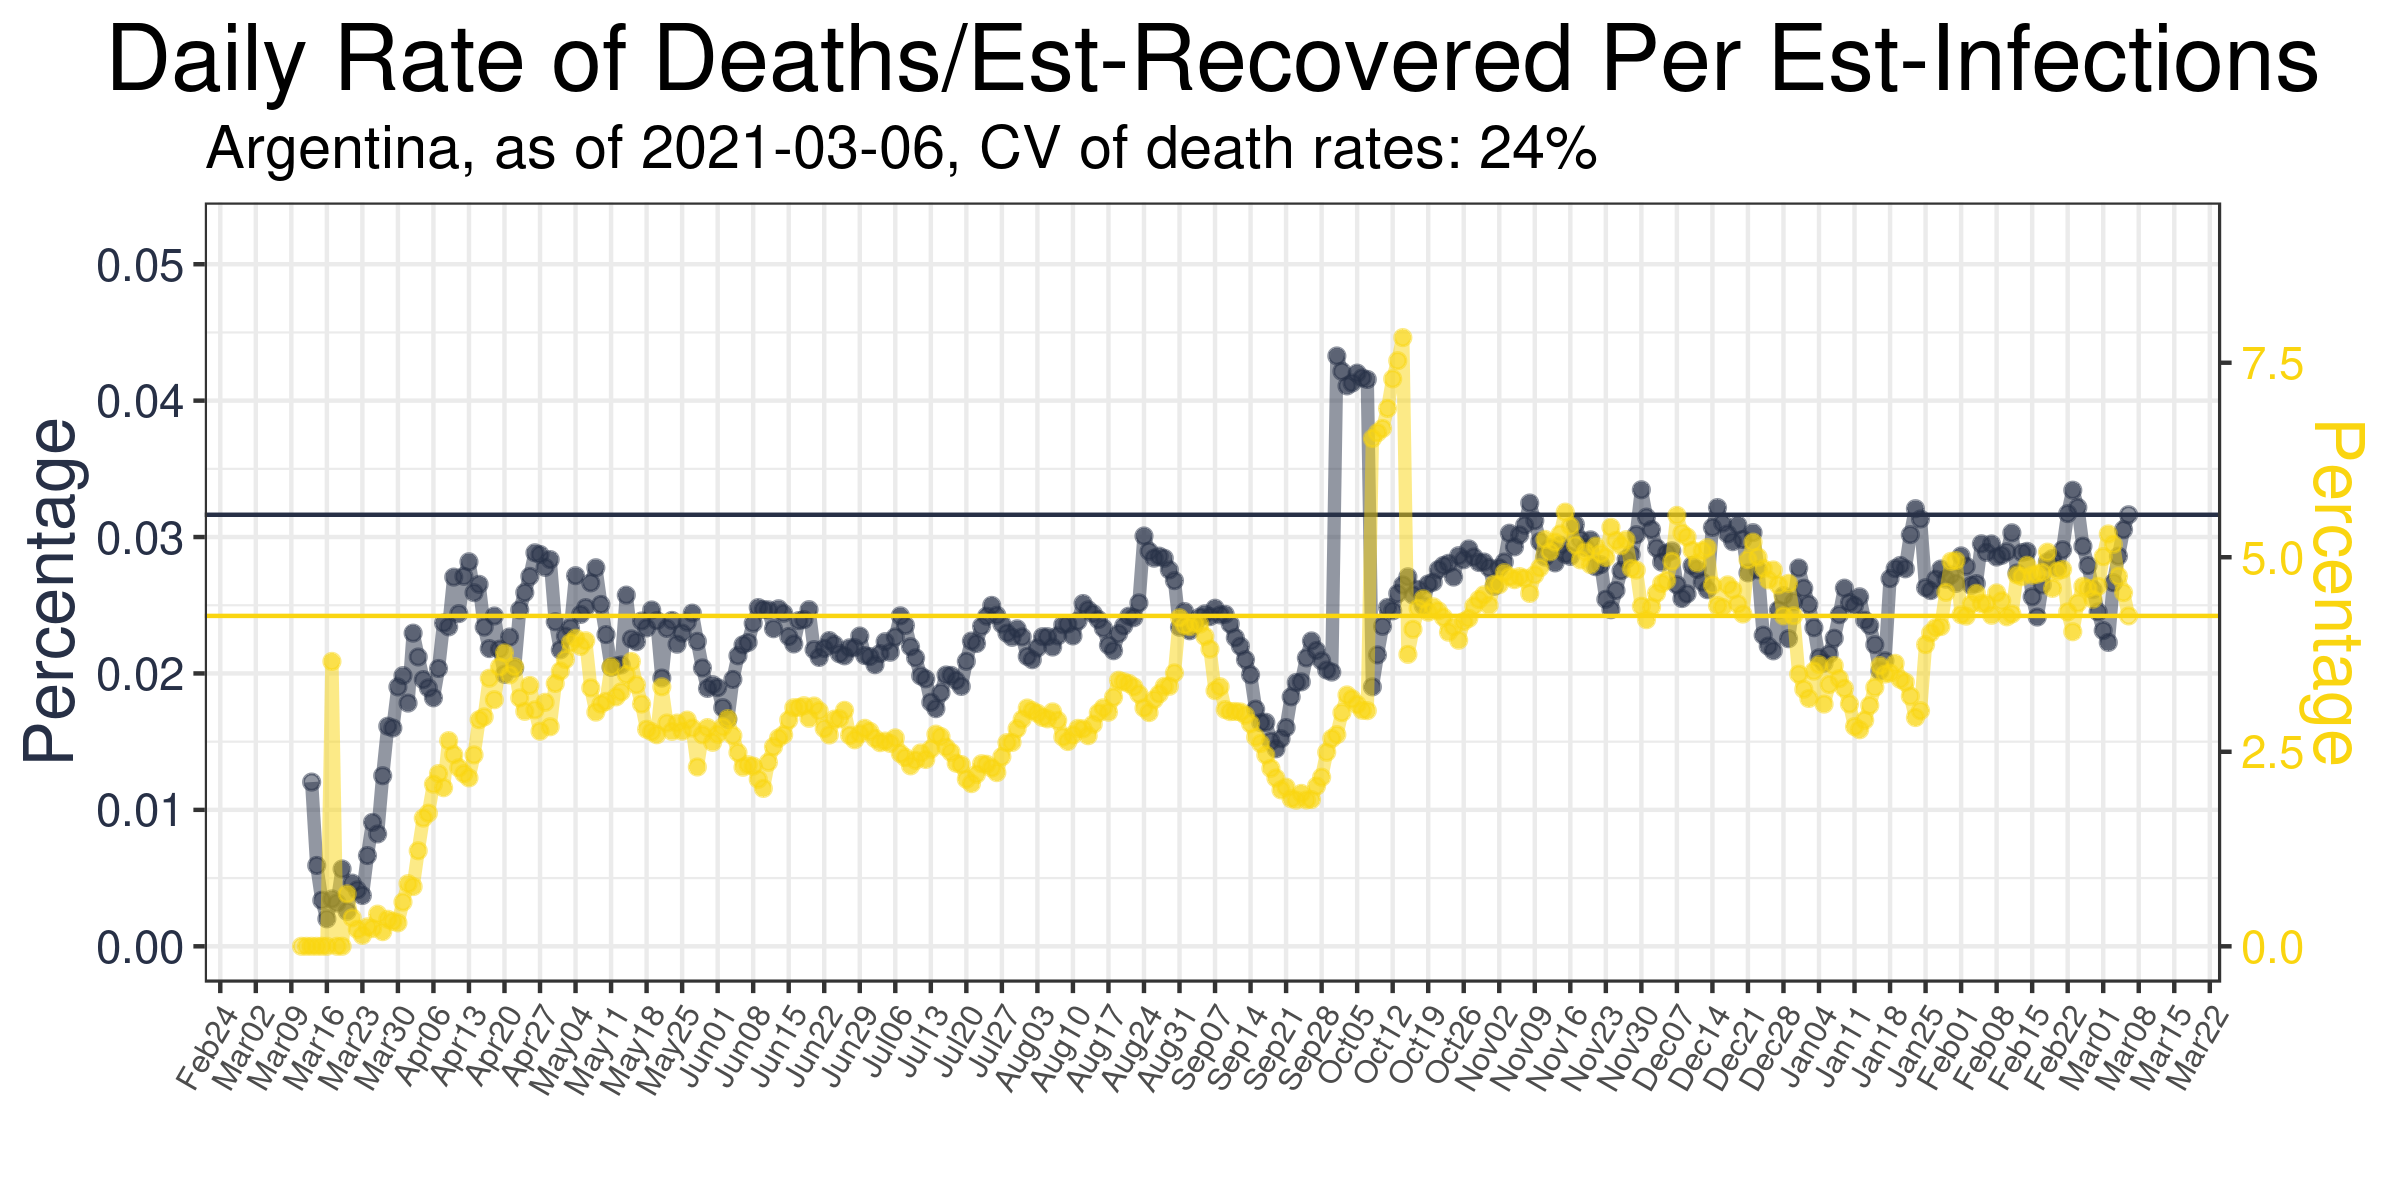 Daily Rate of Deaths/Est-Recovered Per Est-Infections
Argentina, as of 2021-03-06, CV of death rates: 24%
Percentage
0.05
0.04
0.03
0.02
0.01
0.00
7.5
5.0
2.5
0.0
Percentage
Feb24
Mar02
Mar09
Mar16
Mar23
Mar30
Apr06
Apr13
Apr20
Apr27
May04
May11
May18
May25
Jun01
Jun08
Jun15
Jun22
Jun29
Jul06
Jul13
Jul20
Jul27
Aug03
Aug10
Aug17
Aug24
Aug31
Sep07
Sep14
Sep21
Sep28
Oct05
Oct12
Oct19
Oct26
Nov02
Nov09
Nov16
Nov23
Nov30
Dec07
Dec14
Dec21
Dec28
Jan04
Jan11
Jan18
Jan25
Feb01
Feb08
Feb15
Feb22
Mar01
Mar08
Mar15
Mar22